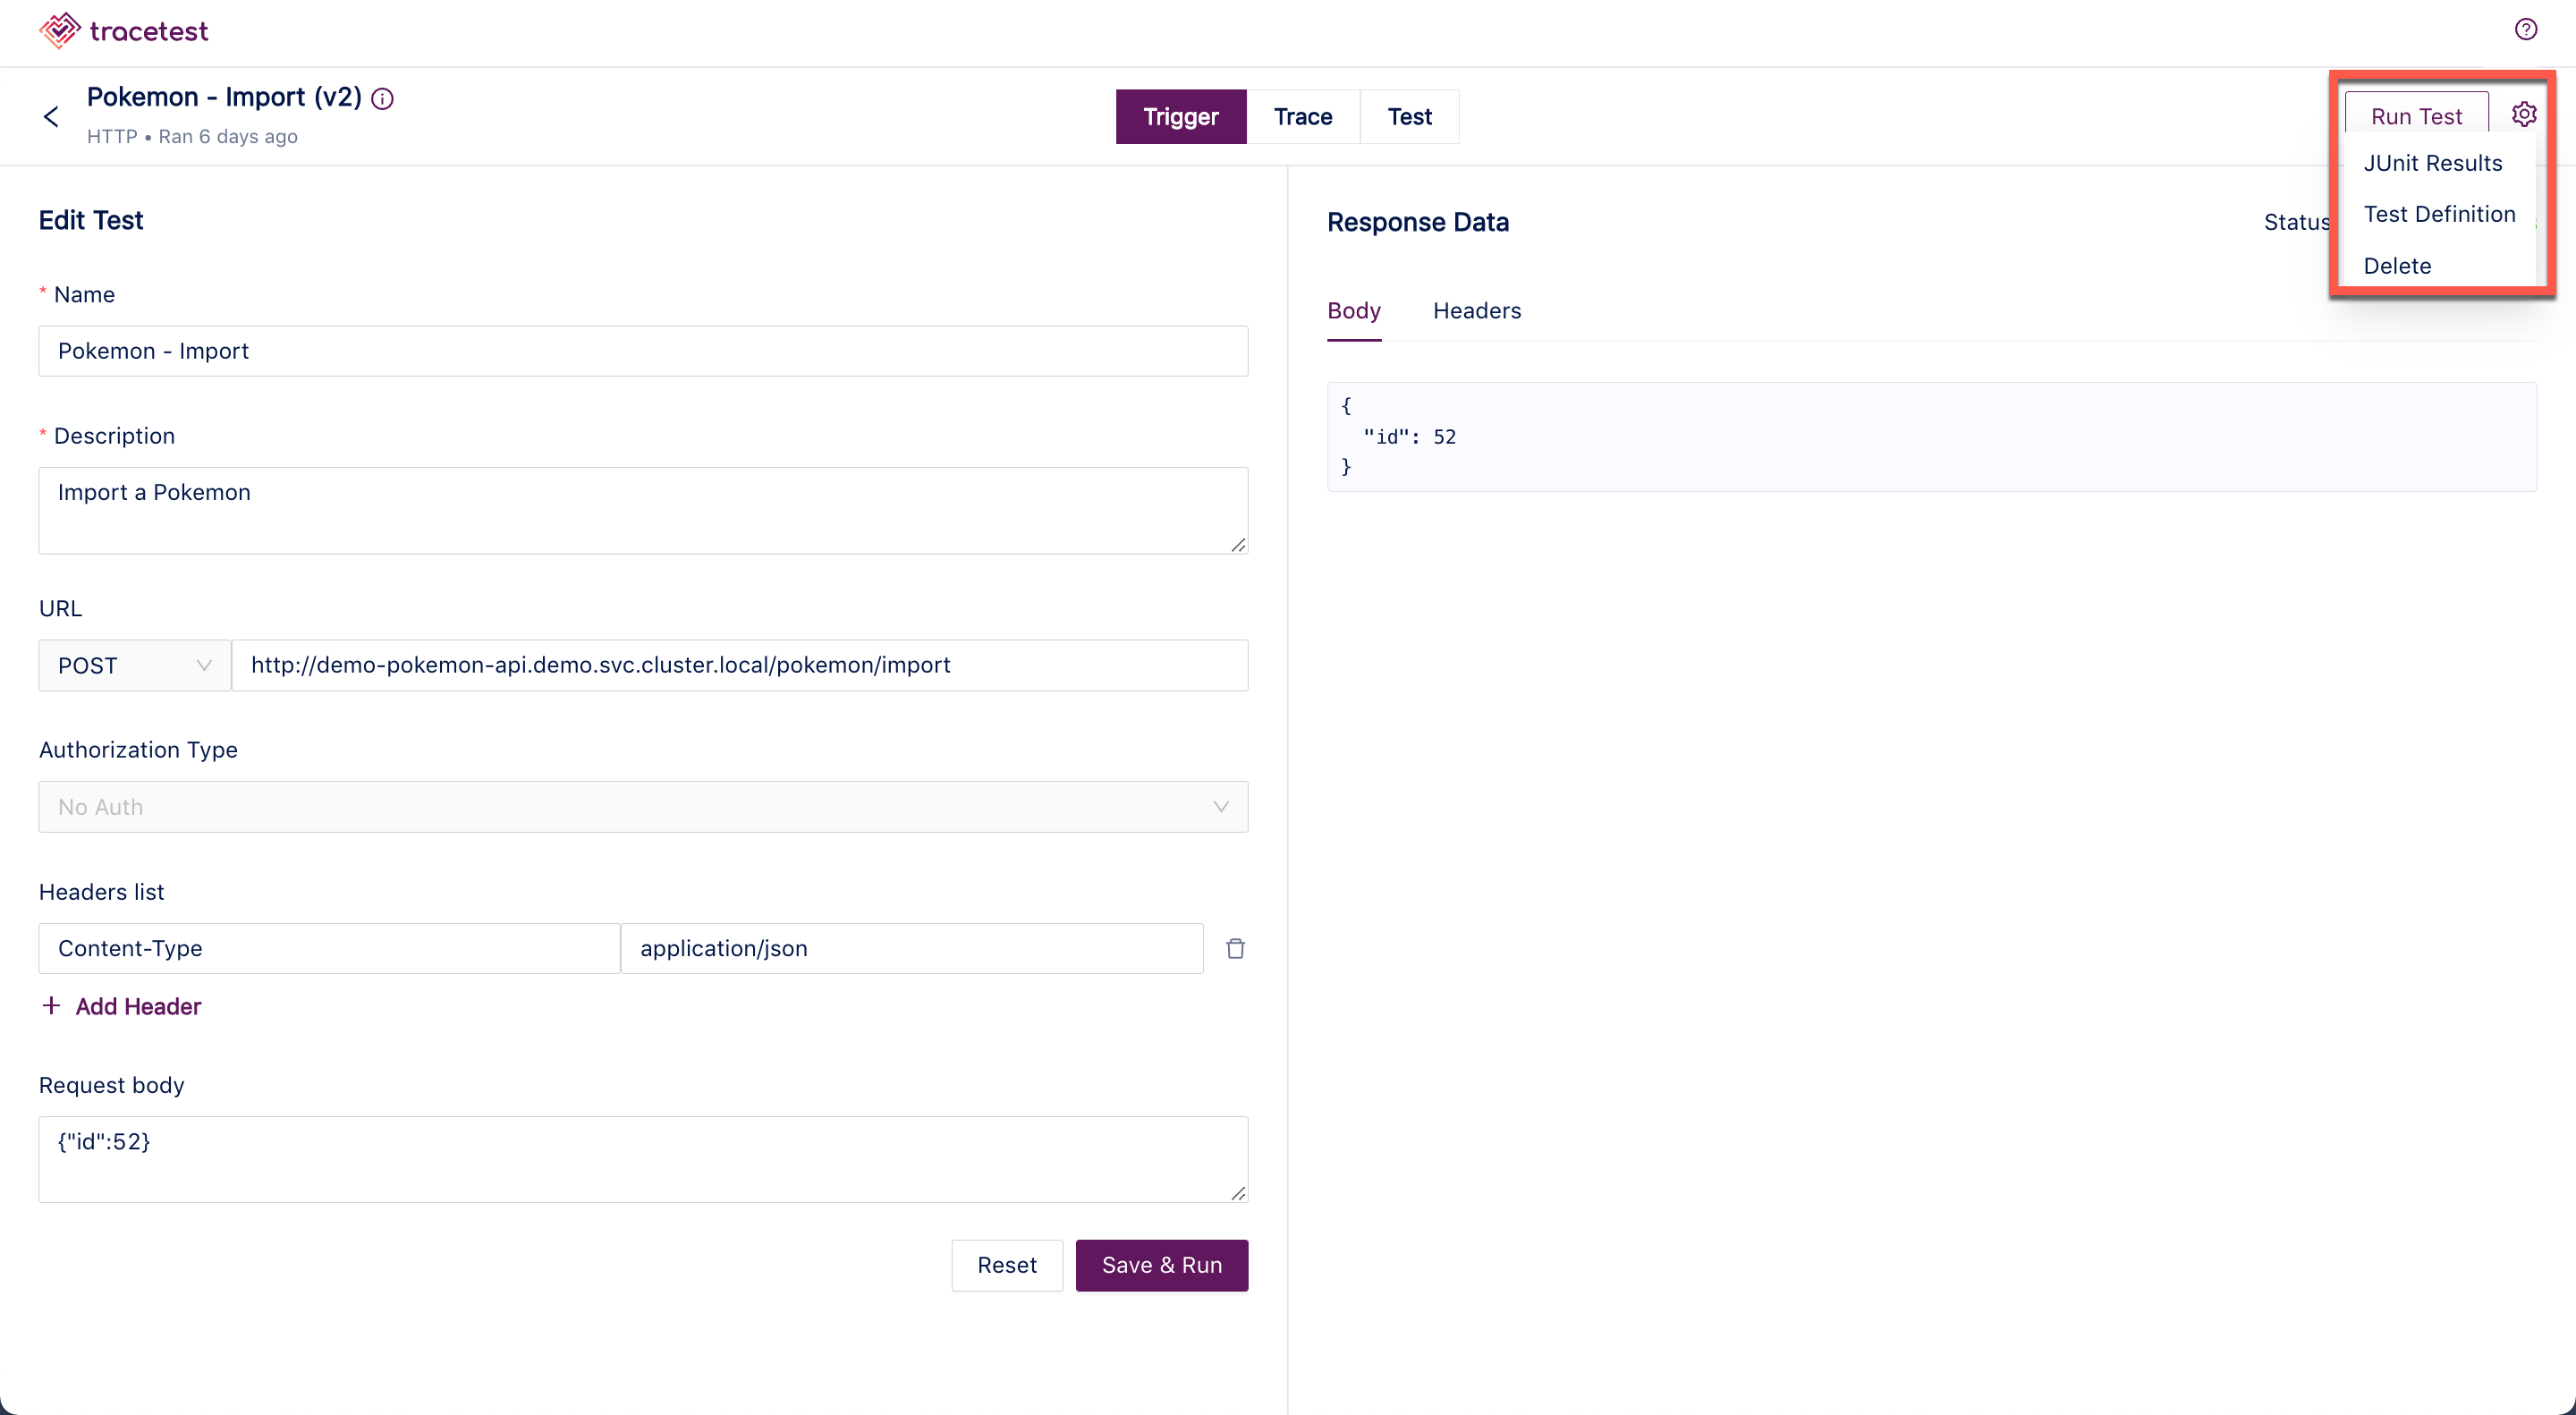 tracetest
Pokemon - Import (v2)
HTTP • Ran 6 days ago
Trigger Trace Test
Run Test
JUnit Results
Test Definition
Delete
Edit Test
* Name
Pokemon - Import
* Description
Import a Pokemon
URL
POST http://demo-pokemon-api.demo.svc.cluster.local/pokemon/import
Authorization Type
No Auth
Headers list
Content-Type application/json
+ Add Header
Request body
{"id":52}
Reset Save & Run
Response Data Status
Body Headers
{
"id": 52
}